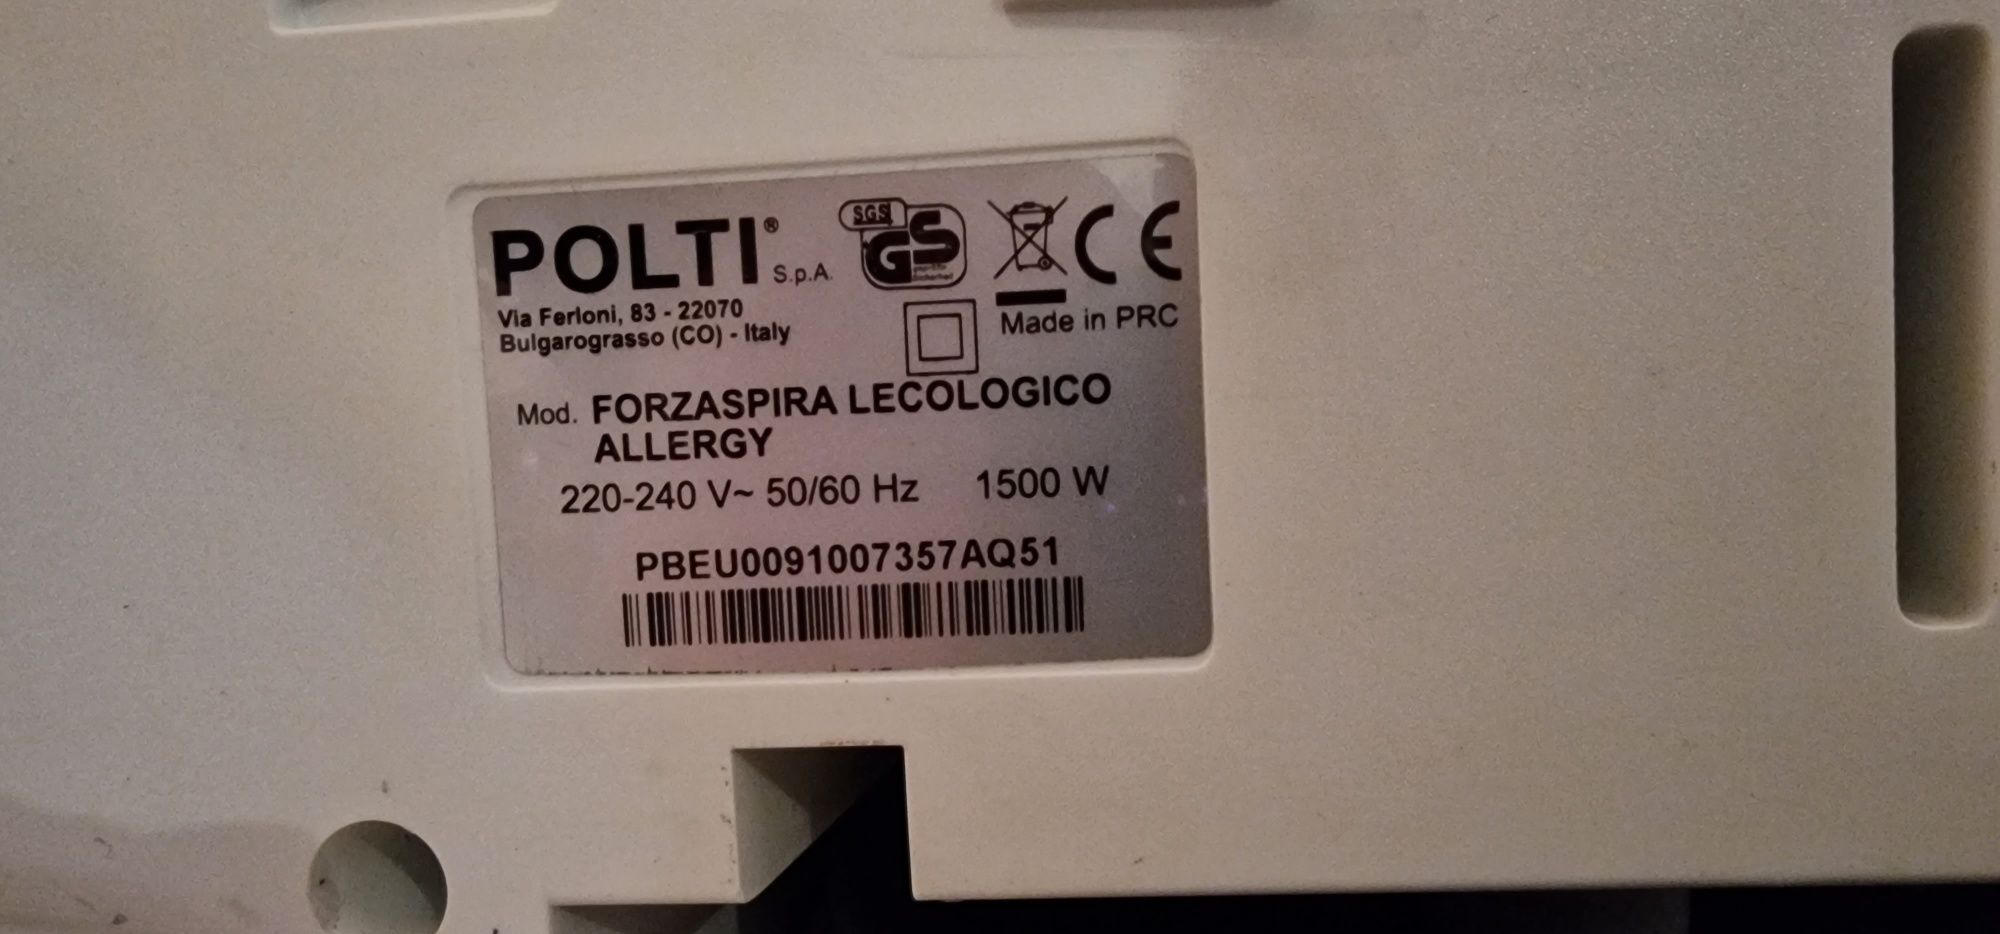 POLTI® S.p.A.
SGS GS
Via Ferloni, 83 - 22070
Bulgarograsso (CO) - Italy
CE
Made in PRC
Mod. FORZASPIRA LECOLOGICO
ALLERGY
220-240 V~ 50/60 Hz 1500 W
PBEU0091007357AQ51